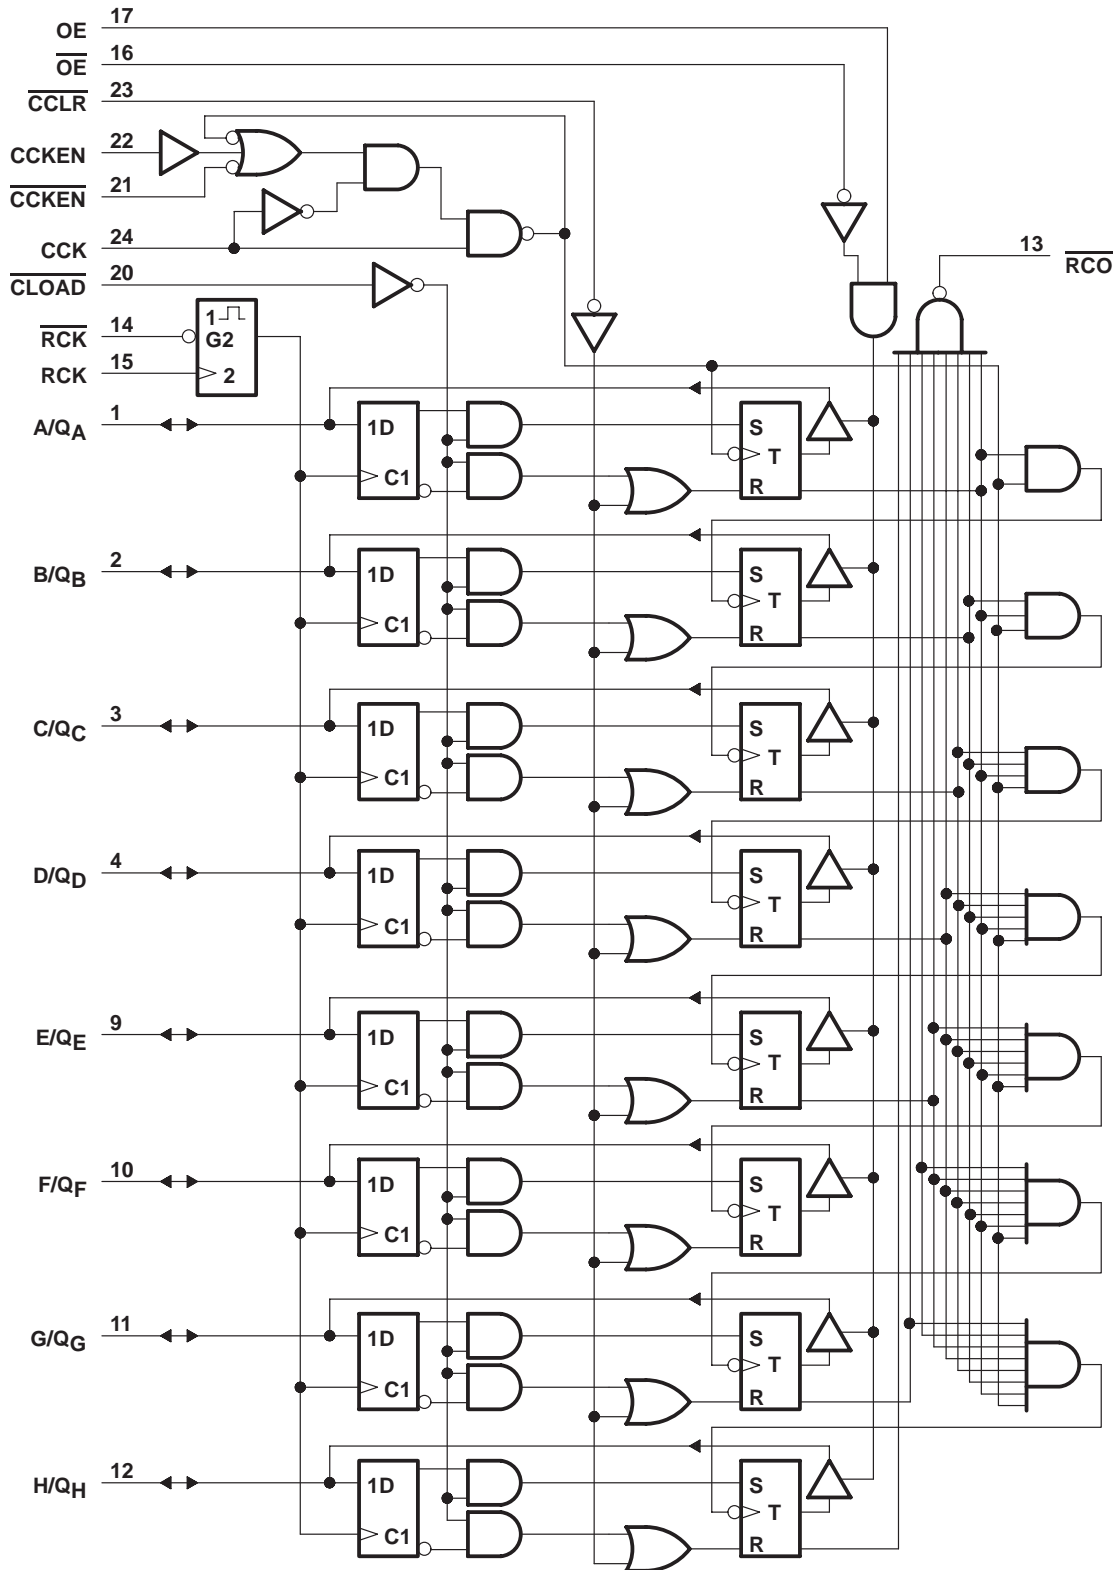 OE 17
OE 16
CCLR 23
CCKEN 22
CCKEN 21
CCK 24
CLOAD 20
13 RCO
RCK 14
RCK 15
1
G2
2
A/QA 1
1D
C1
S
T
R
B/QB 2
1D
C1
S
T
R
C/QC 3
1D
C1
S
T
R
D/QD 4
1D
C1
S
T
R
E/QE 9
1D
C1
S
T
R
F/QF 10
1D
C1
S
T
R
G/QG 11
1D
C1
S
T
R
H/QH 12
1D
C1
S
T
R